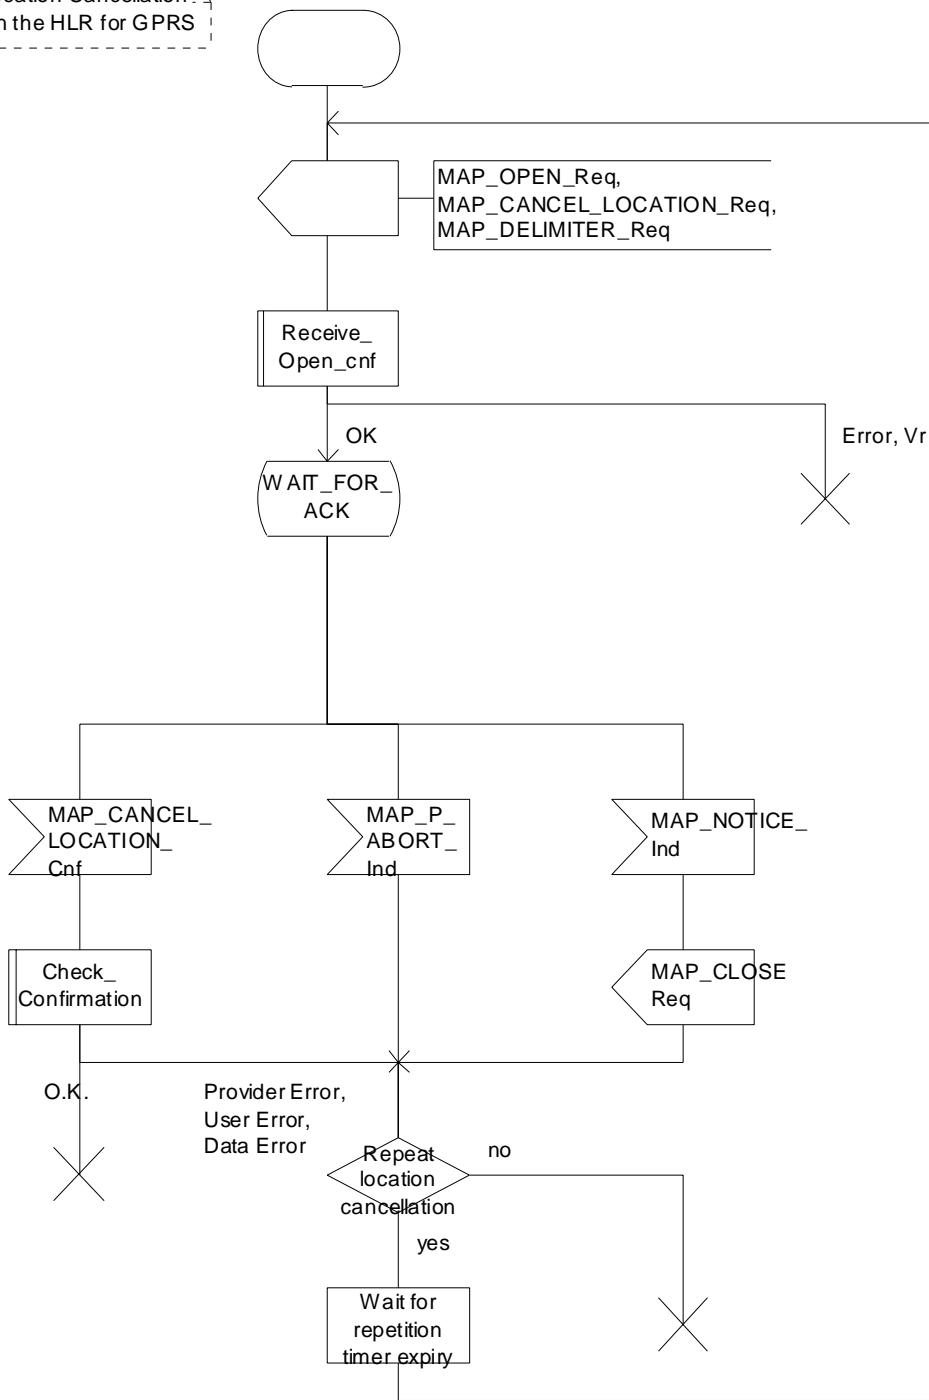 n the HLR for GPRS
MAP_OPEN_Req,
MAP_CANCEL_LOCATION_Req,
MAP_DELIMITER_Req
Receive_
Open_cnf
OK
Error, Vr
WAIT_FOR_
ACK
MAP_CANCEL_
LOCATION_
Cnf
MAP_P_
ABORT_
Ind
MAP_NOTICE_
Ind
Check_
Confirmation
MAP_CLOSE
Req
O.K.
Provider Error,
User Error,
Data Error
Repeat
location
cancellation
no
yes
Wait for
repetition
timer expiry